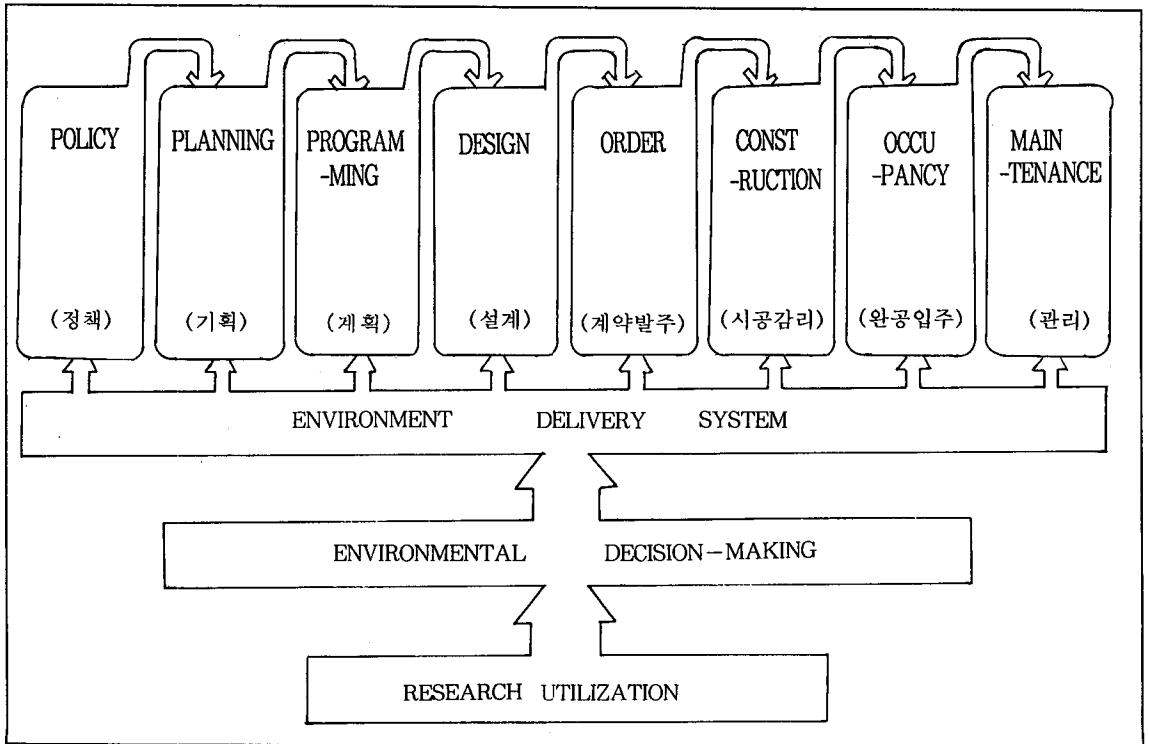 POLICY
PLANNING
PROGRAM
-MING
DESIGN
ORDER
CONST
-RUCTION
OCCU
-PANCY
MAIN
-TENANCE
(정책)
(기획)
(계획)
(설계)
(계약발주)
(시공감리)
(완공입주)
(관리)
ENVIRONMENT DELIVERY SYSTEM
ENVIRONMENTAL DECISION-MAKING
RESEARCH UTILIZATION